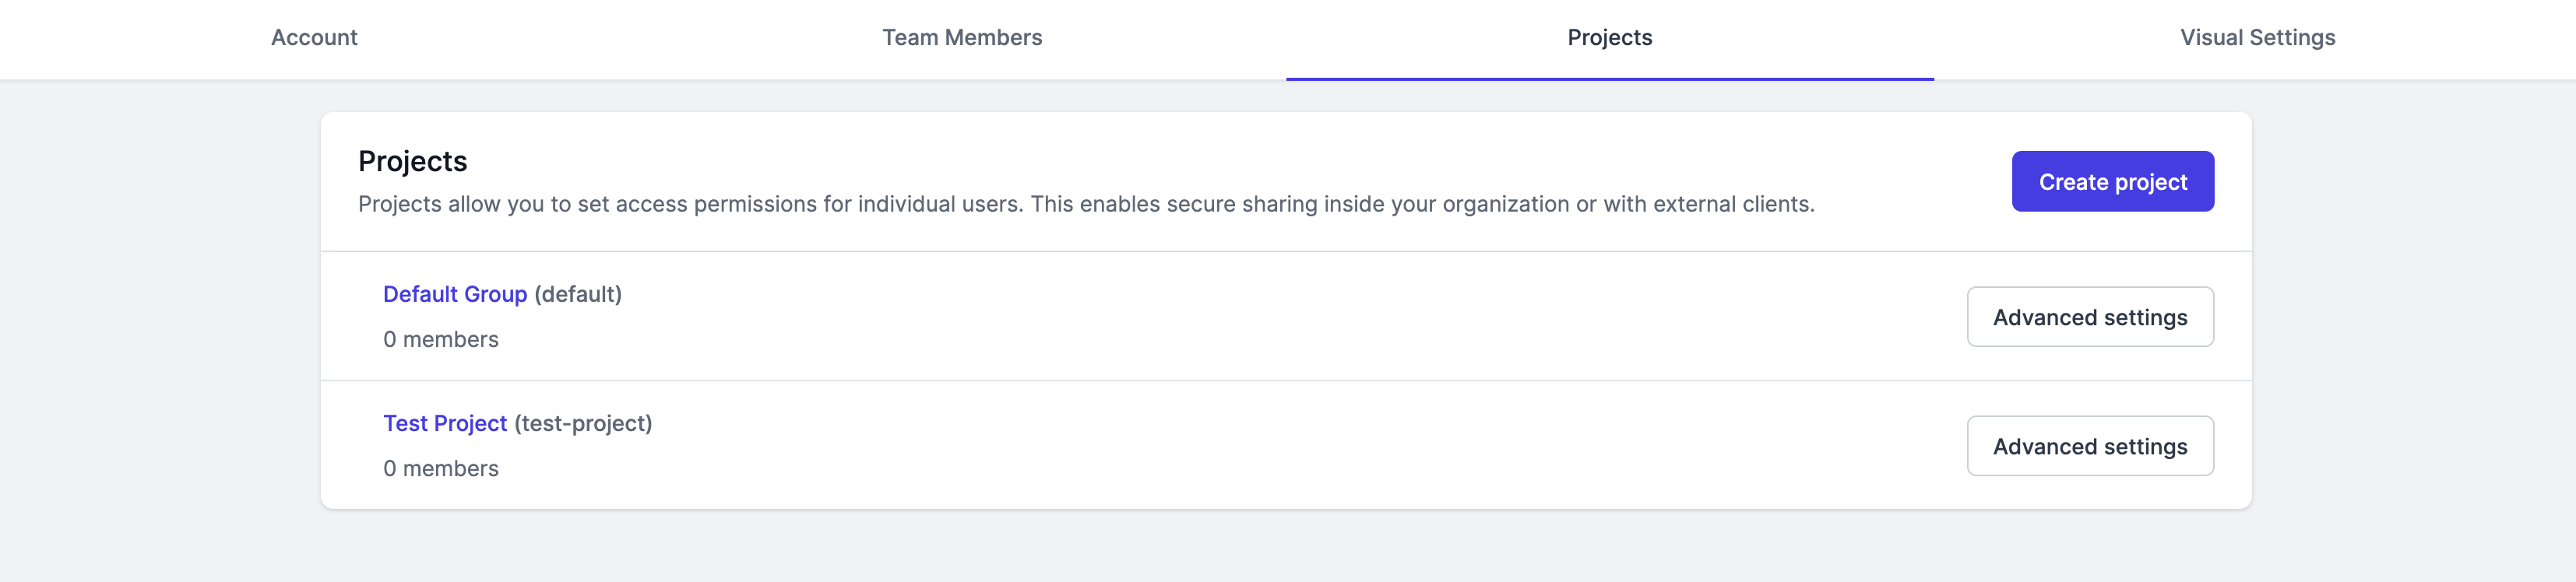 Account
Team Members
Projects
Visual Settings
Projects
Projects allow you to set access permissions for individual users. This enables secure sharing inside your organization or with external clients.
Create project
Default Group (default)
0 members
Advanced settings
Test Project (test-project)
0 members
Advanced settings